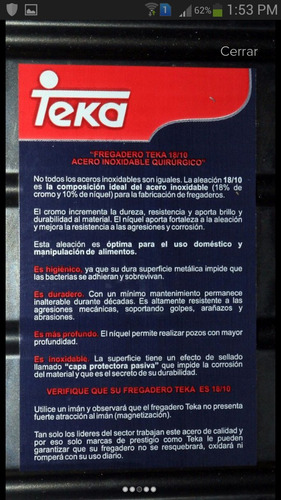 62% 1:53 PM
Cerrar
Teka
"FREGADERO TEKA 18/10
ACERO INOXIDABLE QUIRÚRGICO"
No todos los aceros inoxidables son iguales. La aleación 18/10
es la composición ideal del acero inoxidable (18% de
cromo y 10% de níquel) para la fabricación de fregaderos.
El cromo incrementa la dureza, resistencia y aporta brillo y
durabilidad al material. El níquel aporta fortaleza a la aleación
y mejora la resistencia a las agresiones y corrosión.
Esta aleación es óptima para el uso doméstico y
manipulación de alimentos.
Es higiénico, ya que su dura superficie metálica impide que
las bacterias se adhieran y sobrevivan.
Es duradero. Con un mínimo mantenimiento permanece
inalterable durante décadas. Es altamente resistente a las
agresiones mecánicas, soportando golpes, arañazos y
abrasiones.
Es más profundo. El níquel permite realizar pozos con mayor
profundidad.
Es inoxidable. La superficie tiene un efecto de sellado
llamado "capa protectora pasiva" que impide la corrosión
del material y que es el secreto de su durabilidad.
VERIFIQUE QUE SU FREGADERO TEKA ES 18/10
Utilice un imán y observará que el fregadero Teka no presenta
fuerte atracción al imán (magnetización).
Tan solo los líderes del sector trabajan este acero de calidad y
por eso solo marcas de prestigio como Teka le pueden
garantizar que su fregadero no se resquebrará, oxidará ni
romperá con su uso diario.